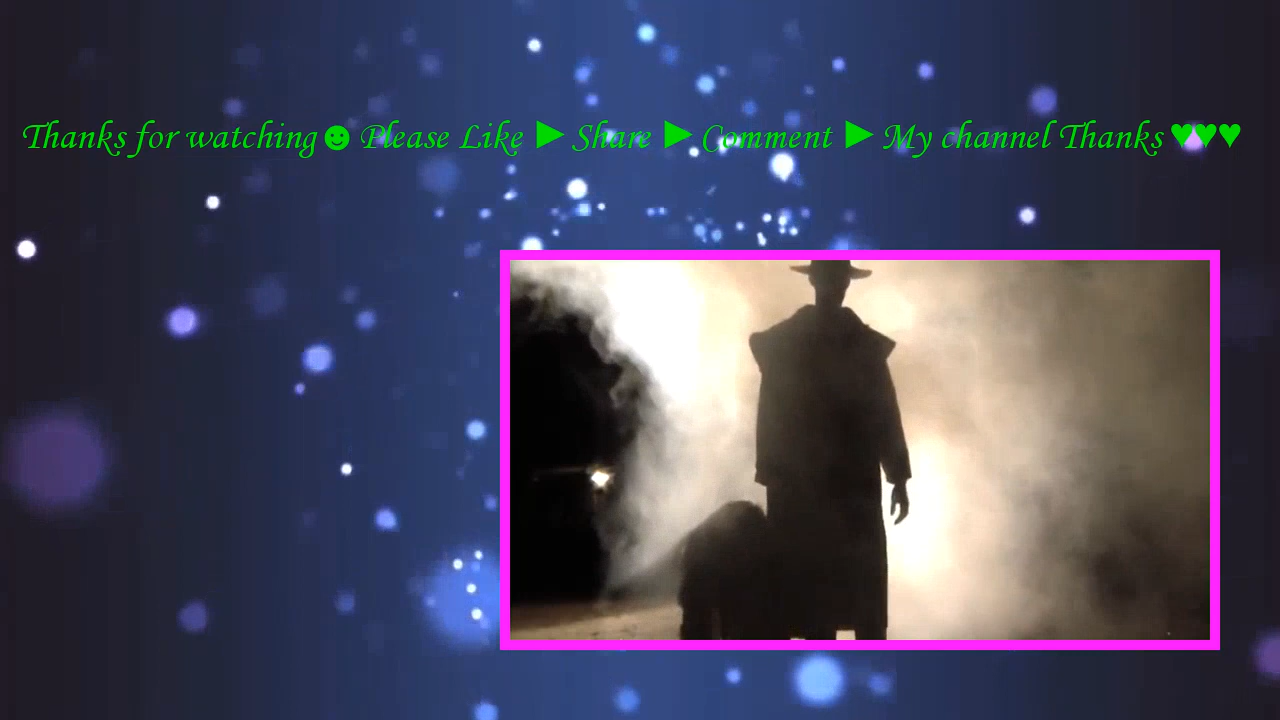 Thanks for watching☻Please Like ► Share ► Comment ► My channel Thanks ♥♥♥